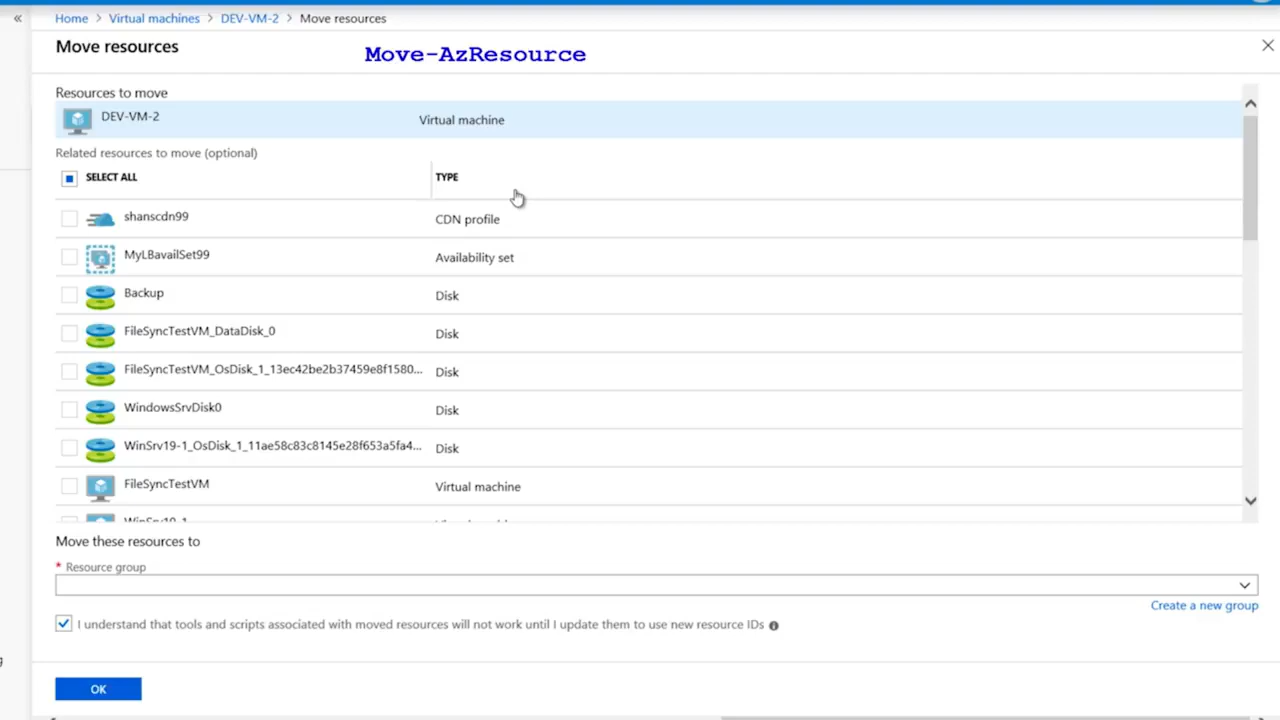 «
Home > Virtual machines > DEV-VM-2 > Move resources
Move resources
Move-AzResource
Resources to move
DEV-VM-2 Virtual machine
Related resources to move (optional)
SELECT ALL TYPE
shanscdn99 CDN profile
MyLBavailSet99 Availability set
Backup Disk
FileSyncTestVM_DataDisk_0 Disk
FileSyncTestVM_OsDisk_1_13ec42be2b37459e8f1580... Disk
WindowsSrvDisk0 Disk
WinSrv19-1_OsDisk_1_11ae58c83c8145e28f653a5fa4... Disk
FileSyncTestVM Virtual machine
WinSrv19-1
Move these resources to
* Resource group
Create a new group
I understand that tools and scripts associated with moved resources will not work until I update them to use new resource IDs
OK